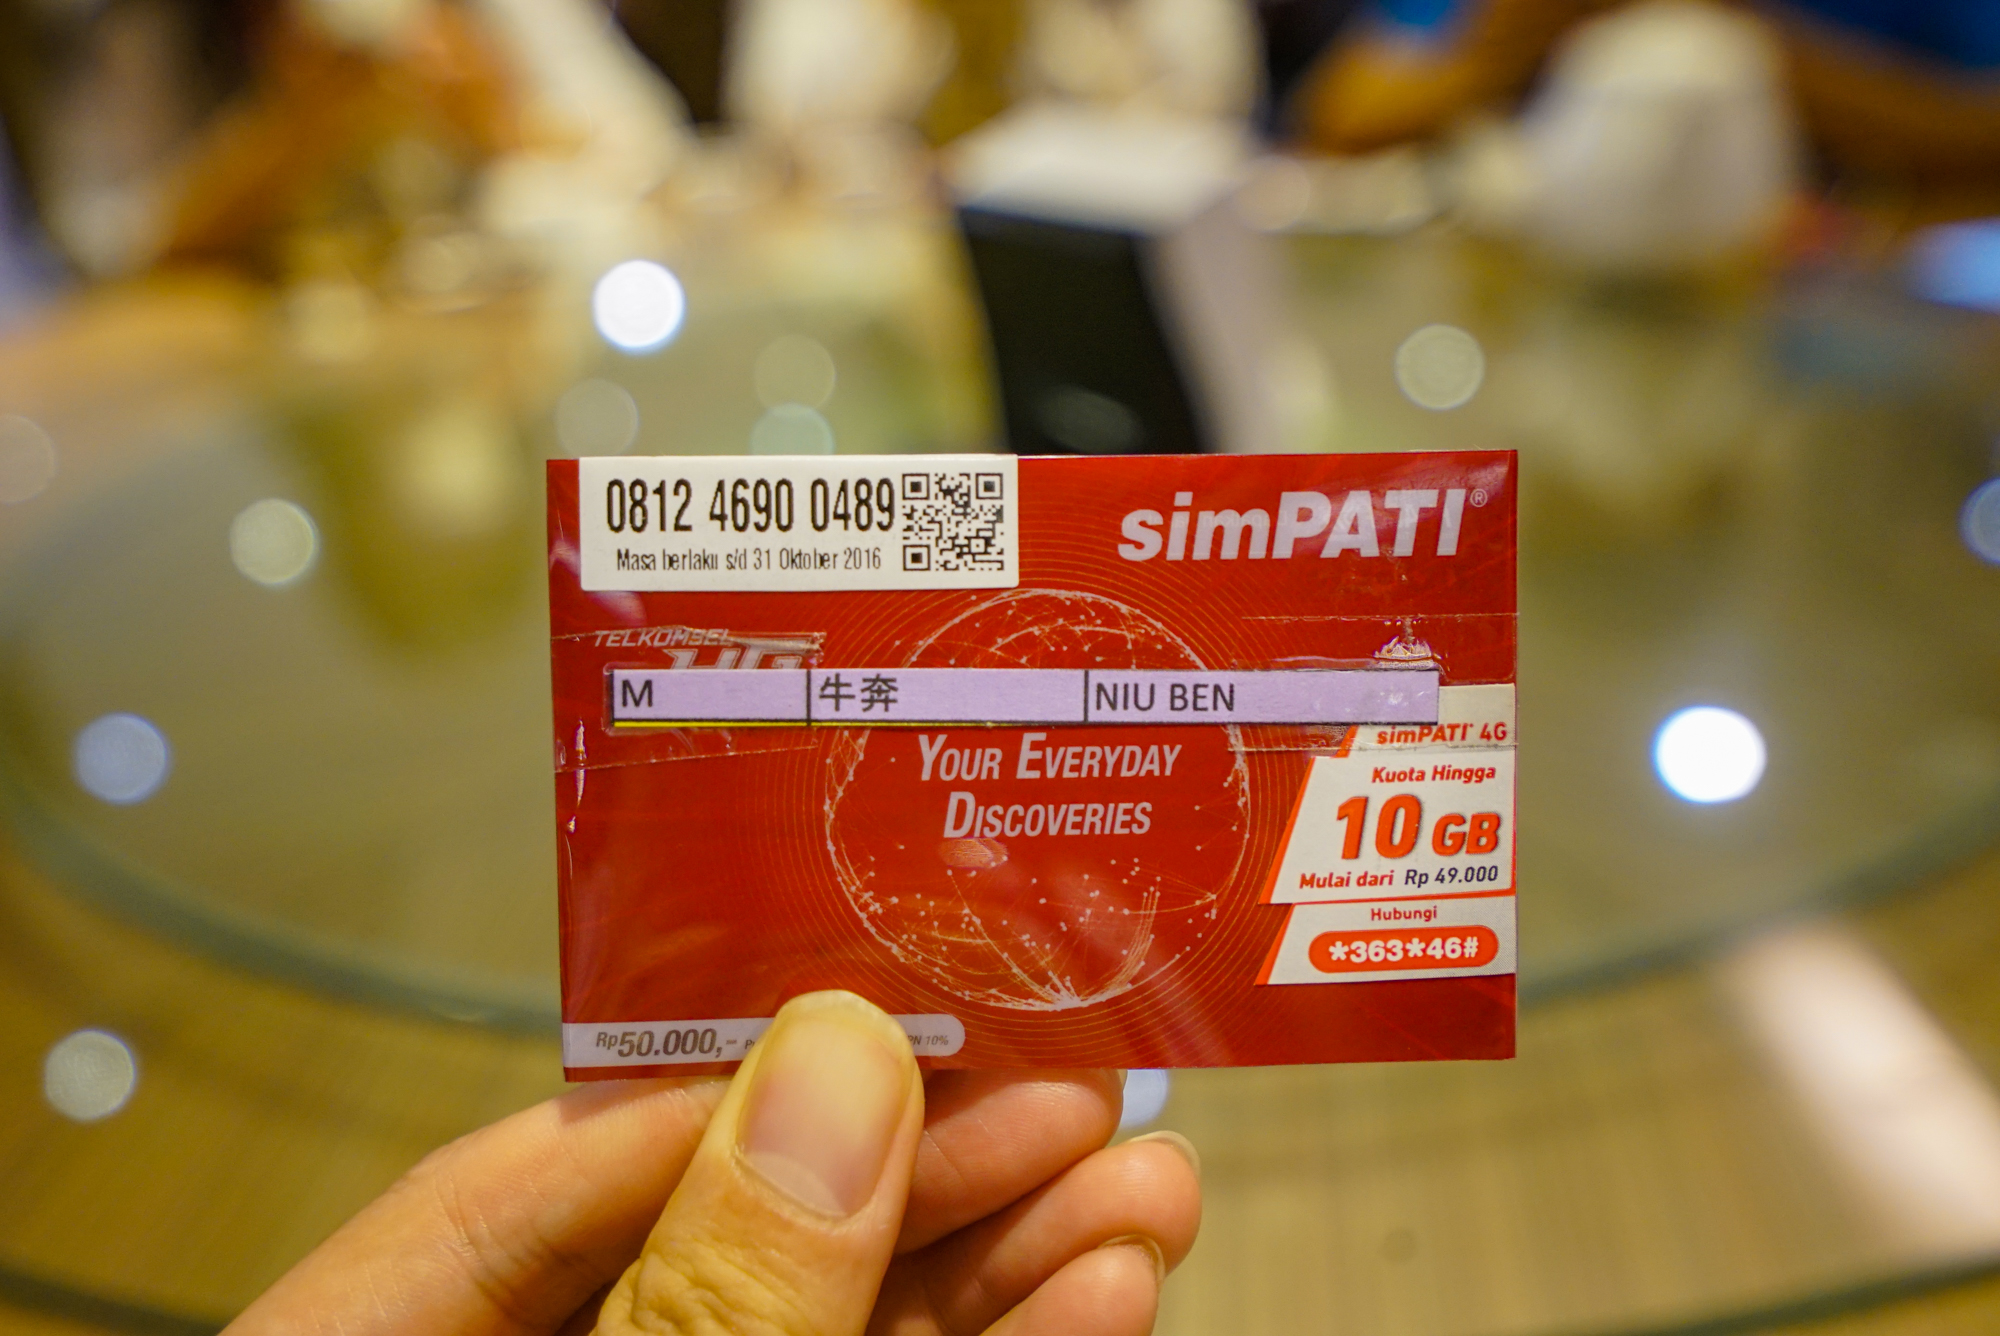 0812 4690 0489
Masa berlaku s/d 31 Oktober 2016
simPATI®
TELKOMSEL
M 牛奔 NIU BEN
YOUR EVERYDAY
DISCOVERIES
simPATI 4G
Kuota Hingga
10 GB
Mulai dari Rp 49.000
Hubungi
*363*46#
Rp50.000,- 10%